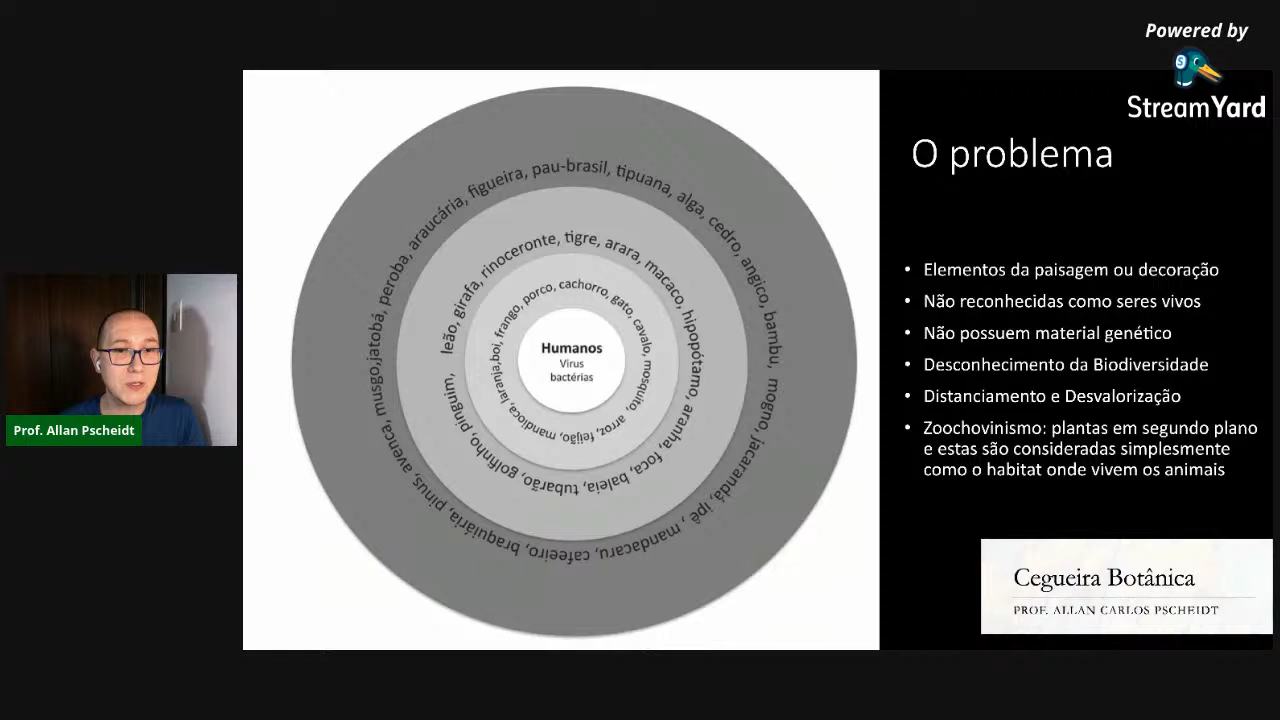 Powered by
StreamYard
O problema
Elementos da paisagem ou decoração
Não reconhecidas como seres vivos
Não possuem material genético
Desconhecimento da Biodiversidade
Distanciamento e Desvalorização
Zoochovinismo: plantas em segundo plano
e estas são consideradas simplesmente
como o habitat onde vivem os animais
Humanos
Virus
bactérias
boi, frango, porco, cachorro, gato, cavalo, mosquito, arroz, feijão, mandioca, laranja,
leão, girafa, rinoceronte, tigre, arara, macaco, hipopótamo, aranha, foca, baleia, tubarão, golfinho, pinguim,
jatobá, peroba, araucária, figueira, pau-brasil, tipuana, alga, cedro, angico, bambu, mogno, jacarandá, ipê, mandacaru, cafeeiro, braquiária, pinus, avenca, musgo,
Prof. Allan Pscheidt
Cegueira Botânica
PROF. ALLAN CARLOS PSCHEIDT